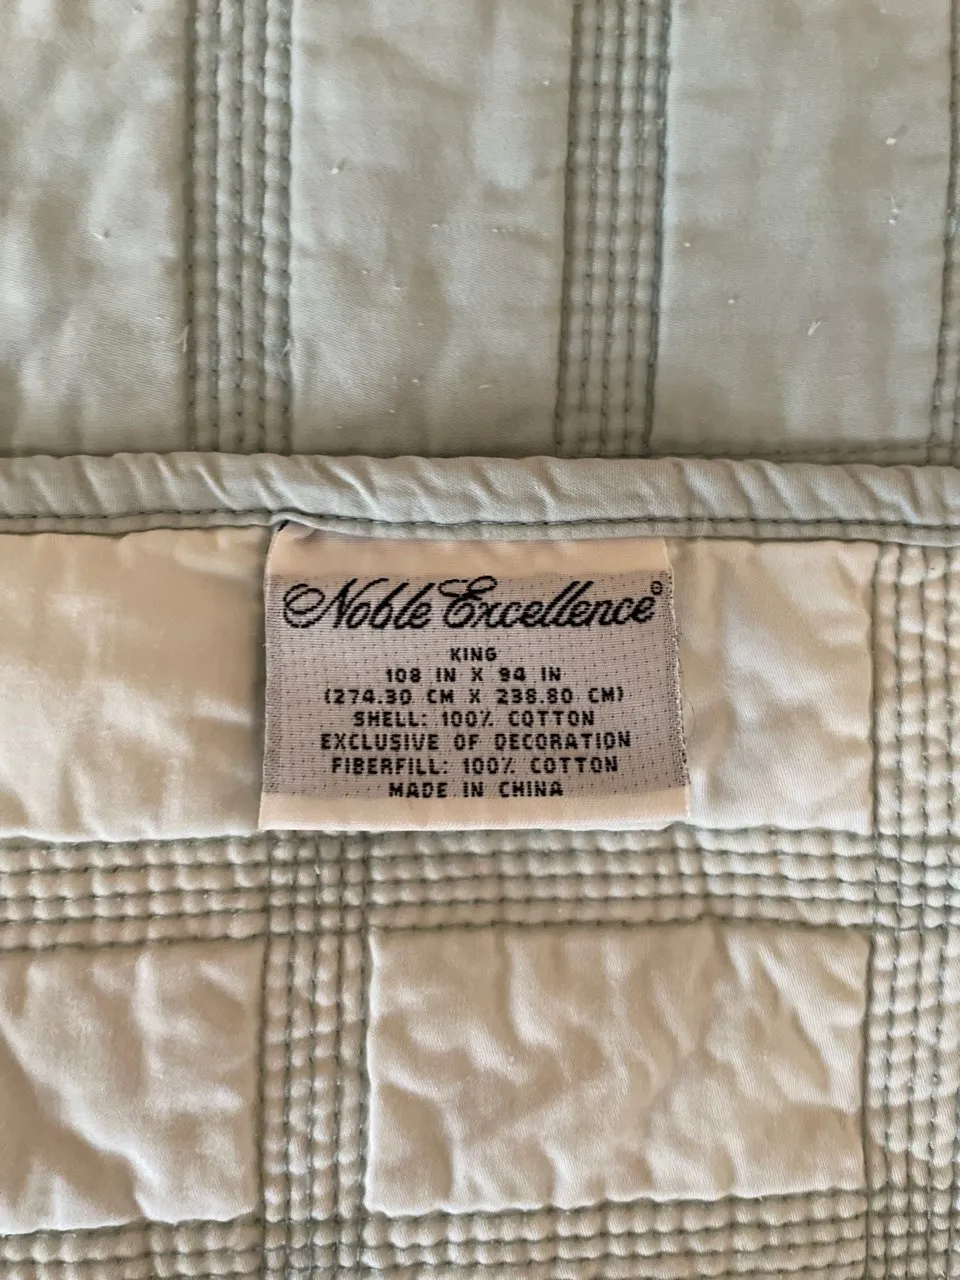 Noble Excellence®
KING
108 IN X 94 IN
(274.30 CM X 238.80 CM)
SHELL: 100% COTTON
EXCLUSIVE OF DECORATION
FIBERFILL: 100% COTTON
MADE IN CHINA